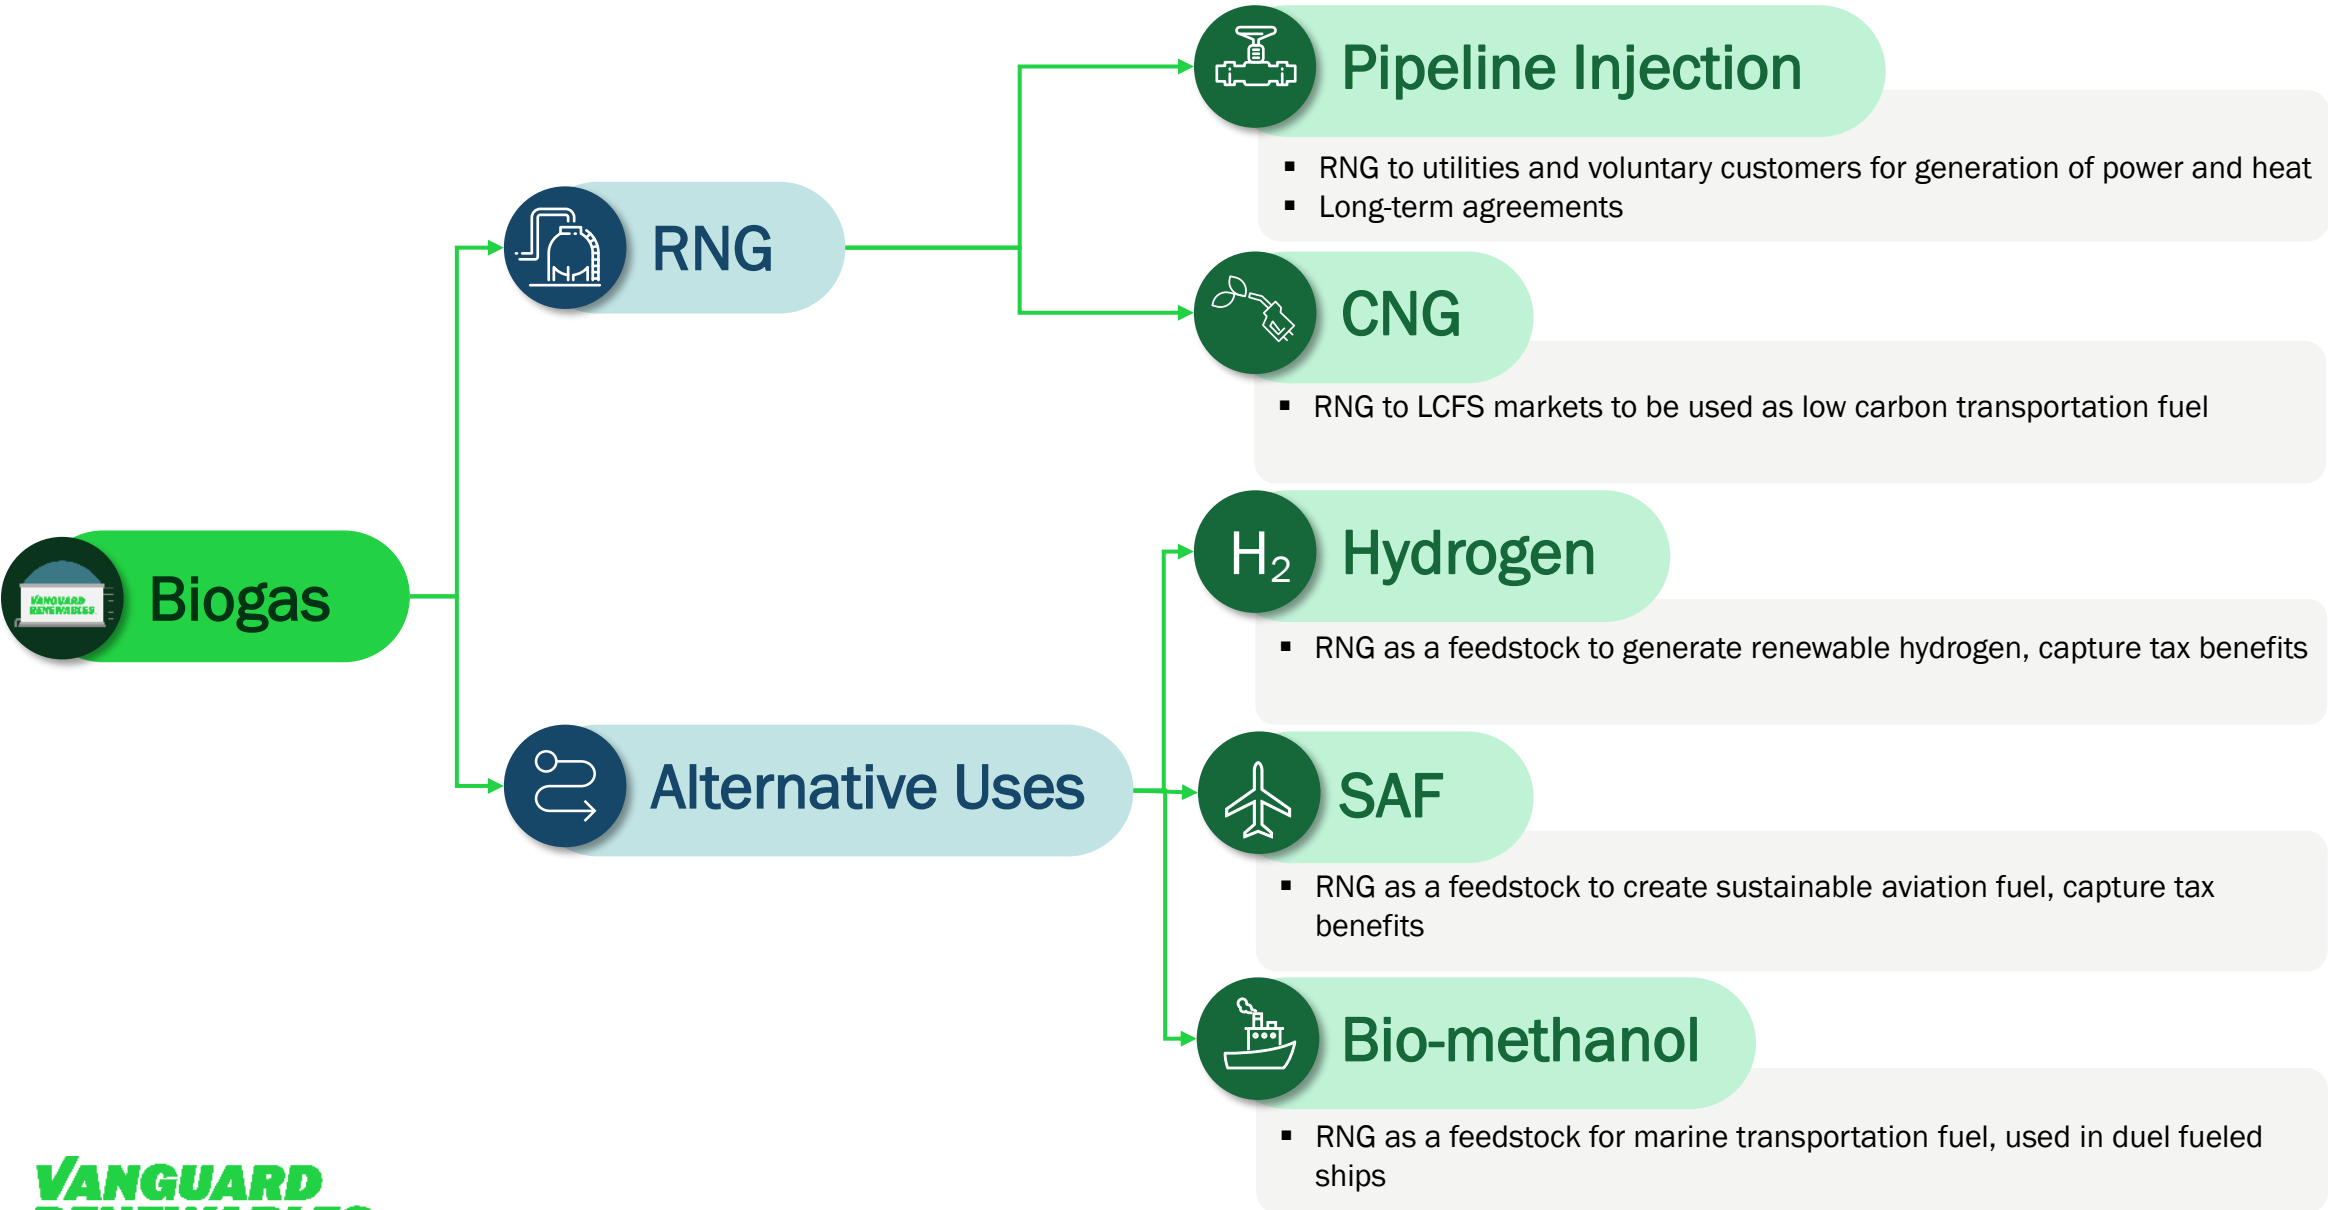 Pipeline Injection
▪ RNG to utilities and voluntary customers for generation of power and heat
▪ Long-term agreements
RNG
CNG
▪ RNG to LCFS markets to be used as low carbon transportation fuel
H₂ Hydrogen
▪ RNG as a feedstock to generate renewable hydrogen, capture tax benefits
VANGUARD
RENEWABLES
Biogas
Alternative Uses
SAF
▪ RNG as a feedstock to create sustainable aviation fuel, capture tax
benefits
Bio-methanol
▪ RNG as a feedstock for marine transportation fuel, used in duel fueled
ships
VANGUARD
RENEWABLES